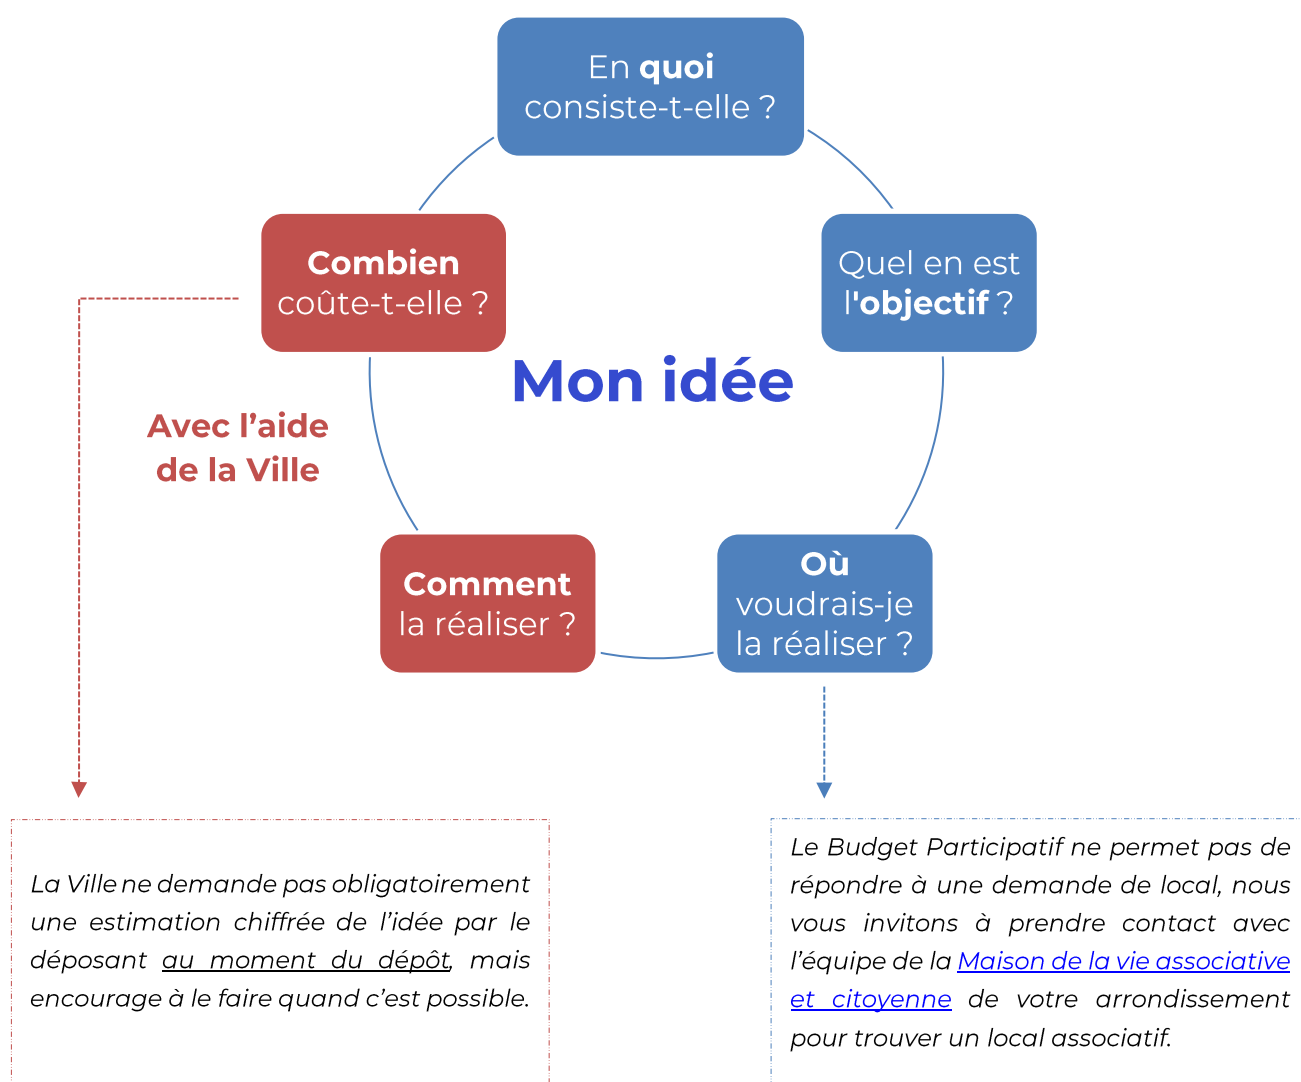 En quoi
consiste-t-elle ?
Combien
coûte-t-elle ?
Quel en est
l'objectif ?
Mon idée
Avec l’aide
de la Ville
Comment
la réaliser ?
Où
voudrais-je
la réaliser ?
La Ville ne demande pas obligatoirement
une estimation chiffrée de l’idée par le
déposant au moment du dépôt, mais
encourage à le faire quand c’est possible.
Le Budget Participatif ne permet pas de
répondre à une demande de local, nous
vous invitons à prendre contact avec
l’équipe de la Maison de la vie associative
et citoyenne de votre arrondissement
pour trouver un local associatif.